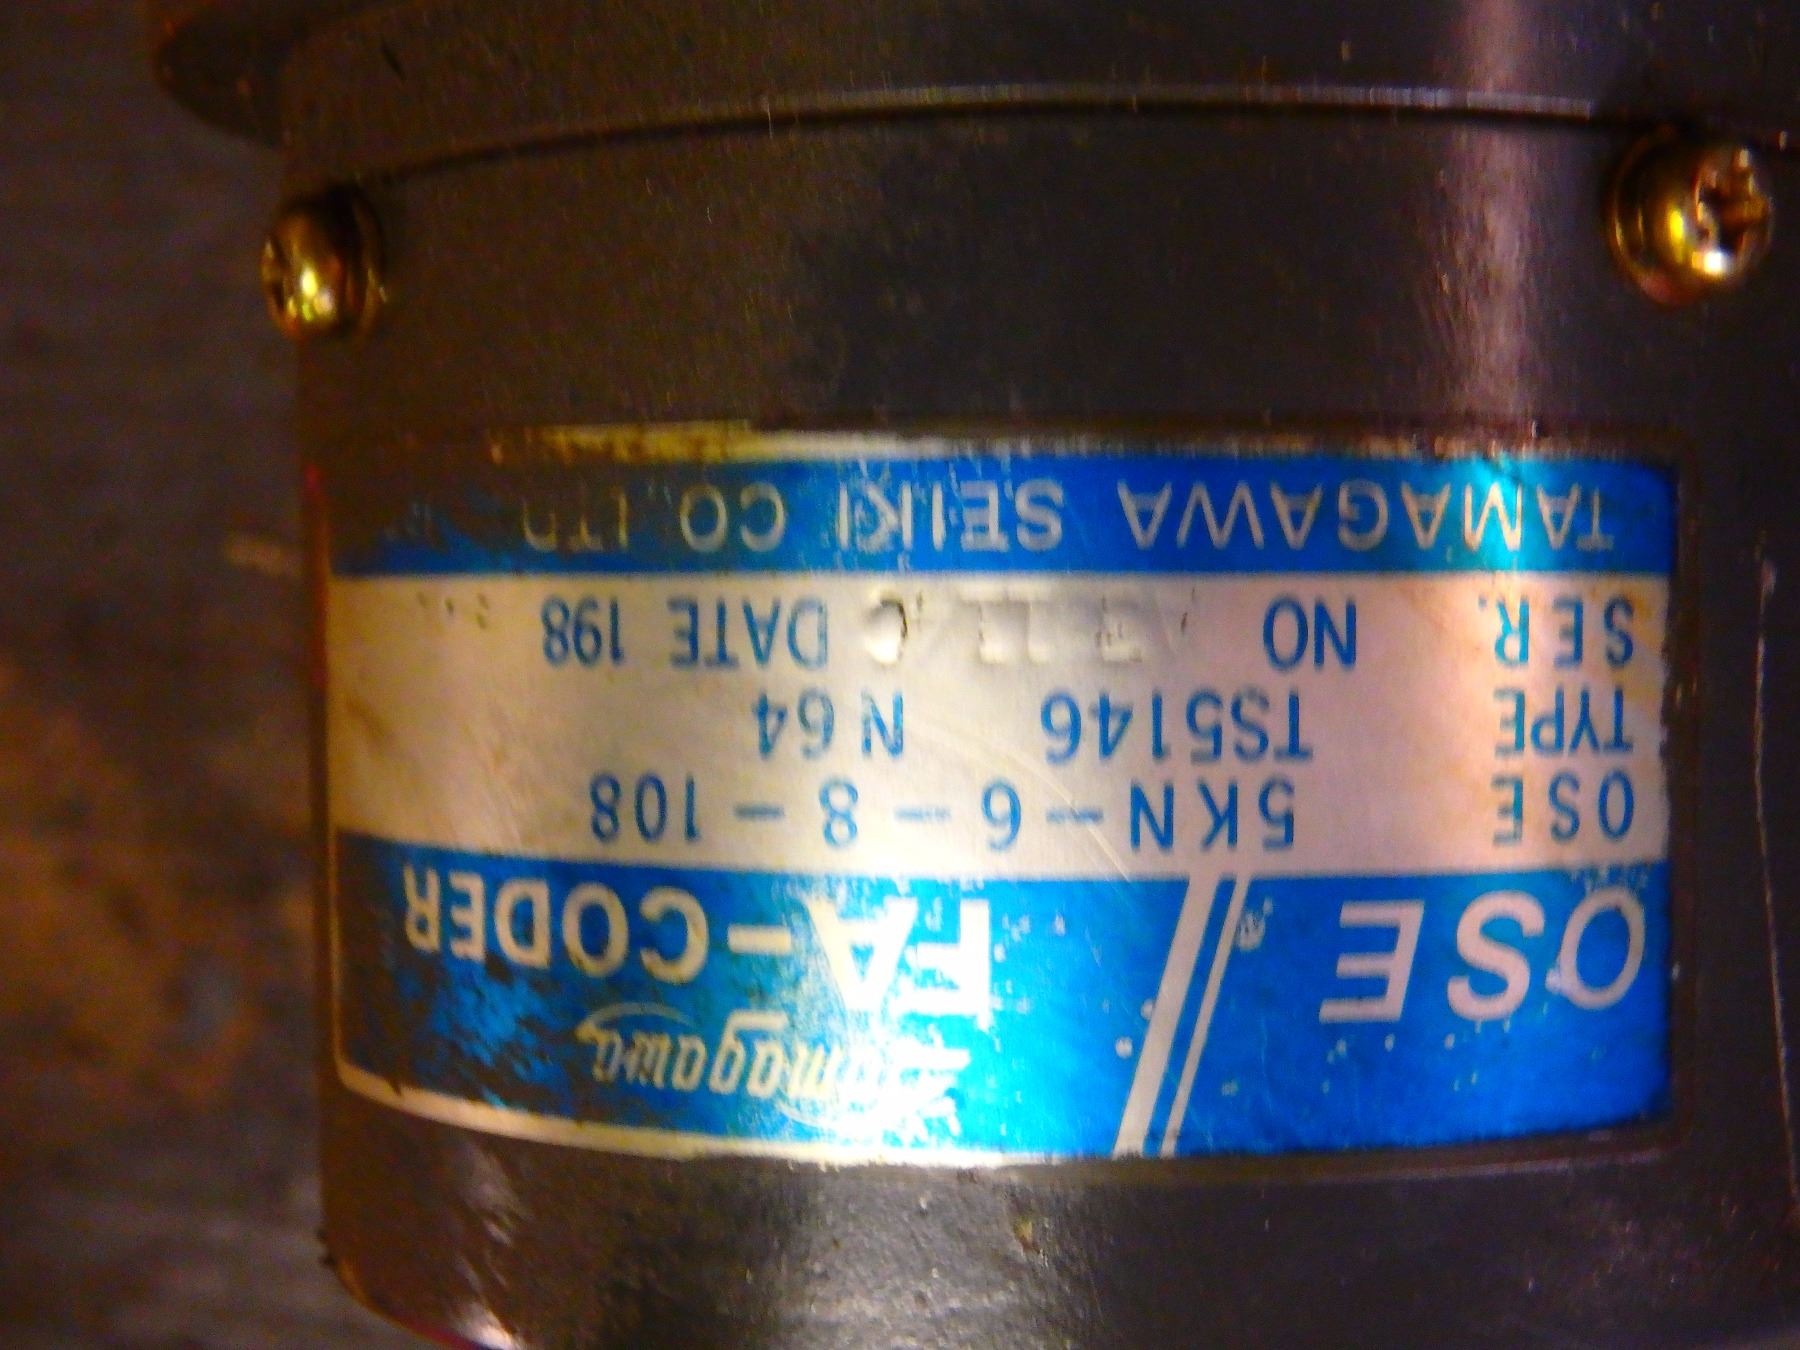 Tamagawa
OSE FA-CODER
OSE 5KN-6-8-108
TYPE TS5146 N64
SER. NO DATE 198
TAMAGAWA SEIKI CO. LTD